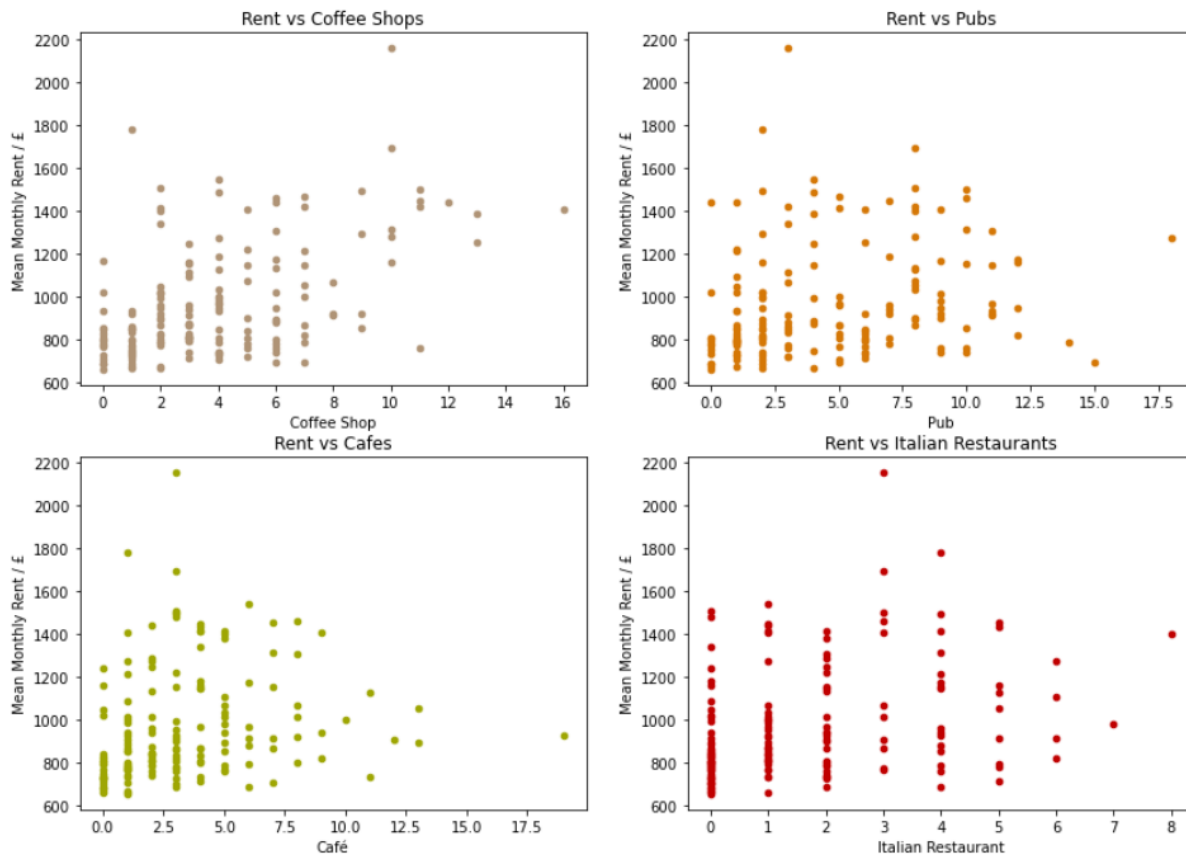 Rent vs Coffee Shops
2200
2000
1800
1600
1400
1200
1000
800
600
Mean Monthly Rent / £
0 2 4 6 8 10 12 14 16
Coffee Shop
Rent vs Pubs
2200
2000
1800
1600
1400
1200
1000
800
600
Mean Monthly Rent / £
0.0 2.5 5.0 7.5 10.0 12.5 15.0 17.5
Pub
Rent vs Cafes
2200
2000
1800
1600
1400
1200
1000
800
600
Mean Monthly Rent / £
0.0 2.5 5.0 7.5 10.0 12.5 15.0 17.5
Café
Rent vs Italian Restaurants
2200
2000
1800
1600
1400
1200
1000
800
600
Mean Monthly Rent / £
0 1 2 3 4 5 6 7 8
Italian Restaurant